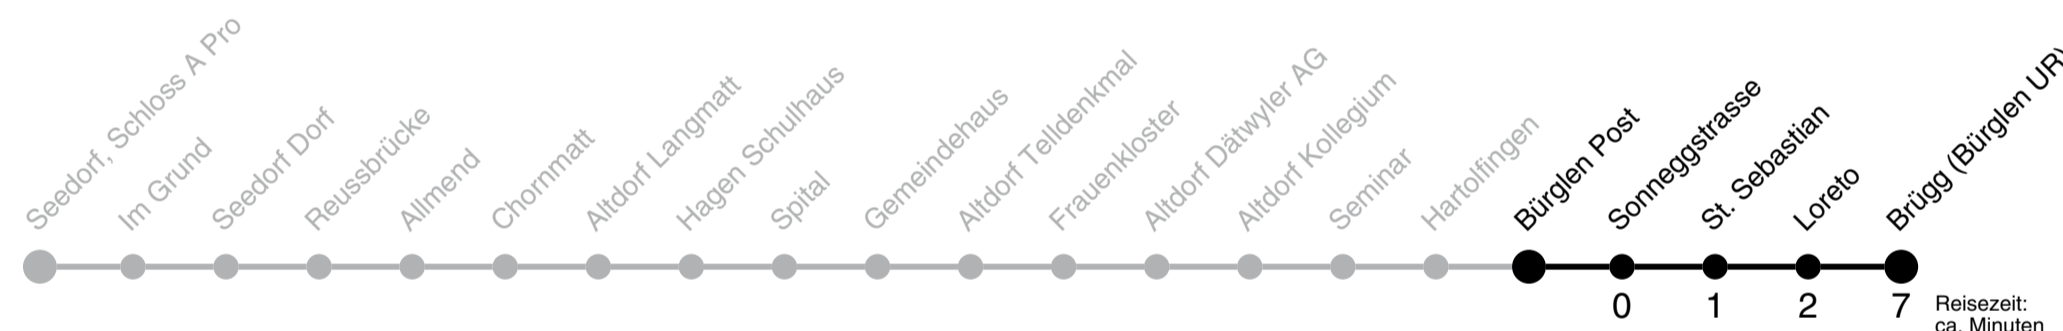 Seedorf, Schloss A Pro
Im Grund
Seedorf Dorf
Reussbrücke
Allmend
Chornmatt
Altdorf Langmatt
Hagen Schulhaus
Spital
Gemeindehaus
Altdorf Telldenkmal
Frauenkloster
Altdorf Dätwyler AG
Altdorf Kollegium
Seminar
Hartolfingen
Bürglen Post
Sonneggstrasse
St. Sebastian
Loreto
Brügg (Bürglen UR)
0 1 2 7
Reisezeit:
ca. Minuten